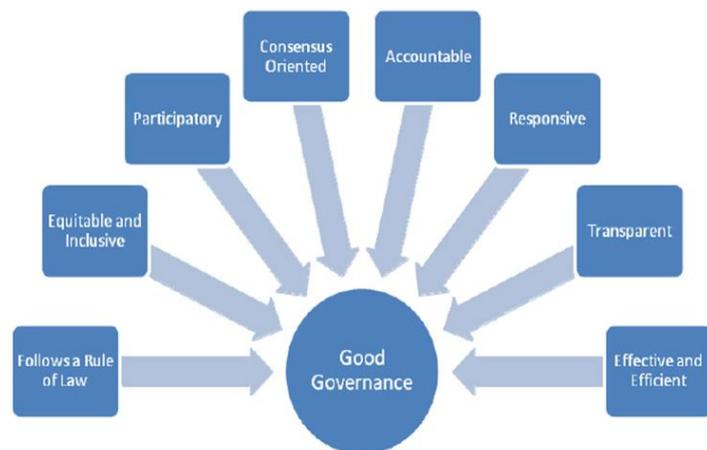 Consensus
Oriented
Accountable
Participatory
Responsive
Equitable and
Inclusive
Transparent
Follows a Rule
of Law
Good
Governance
Effective and
Efficient